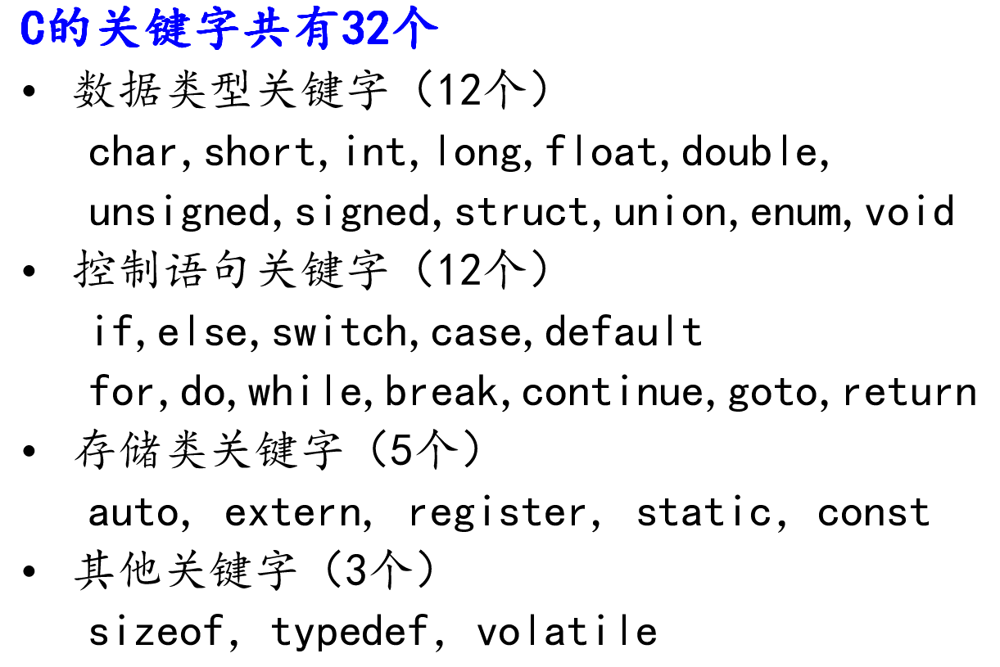 C的关键字共有32个
• 数据类型关键字（12个）
char,short,int,long,float,double,
unsigned,signed,struct,union,enum,void
• 控制语句关键字（12个）
if,else,switch,case,default
for,do,while,break,continue,goto,return
• 存储类关键字（5个）
auto, extern, register, static, const
• 其他关键字（3个）
sizeof, typedef, volatile